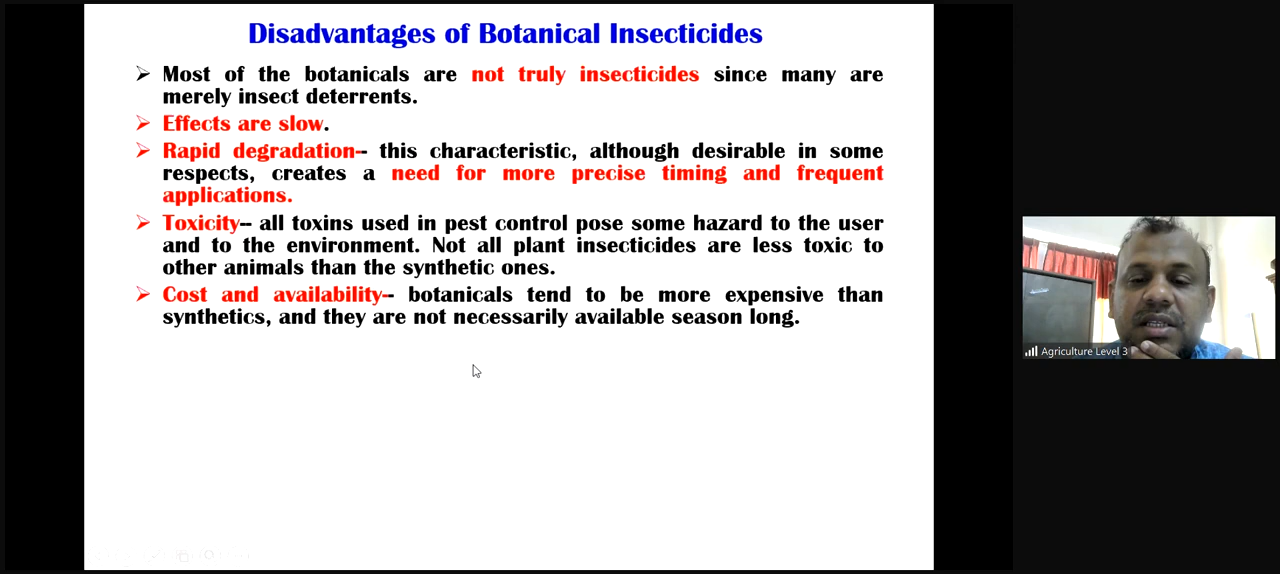 Disadvantages of Botanical Insecticides
➢ Most of the botanicals are not truly insecticides since many are
merely insect deterrents.
➢ Effects are slow.
➢ Rapid degradation-- this characteristic, although desirable in some
respects, creates a need for more precise timing and frequent
applications.
➢ Toxicity-- all toxins used in pest control pose some hazard to the user
and to the environment. Not all plant insecticides are less toxic to
other animals than the synthetic ones.
➢ Cost and availability-- botanicals tend to be more expensive than
synthetics, and they are not necessarily available season long.
Agriculture Level 3